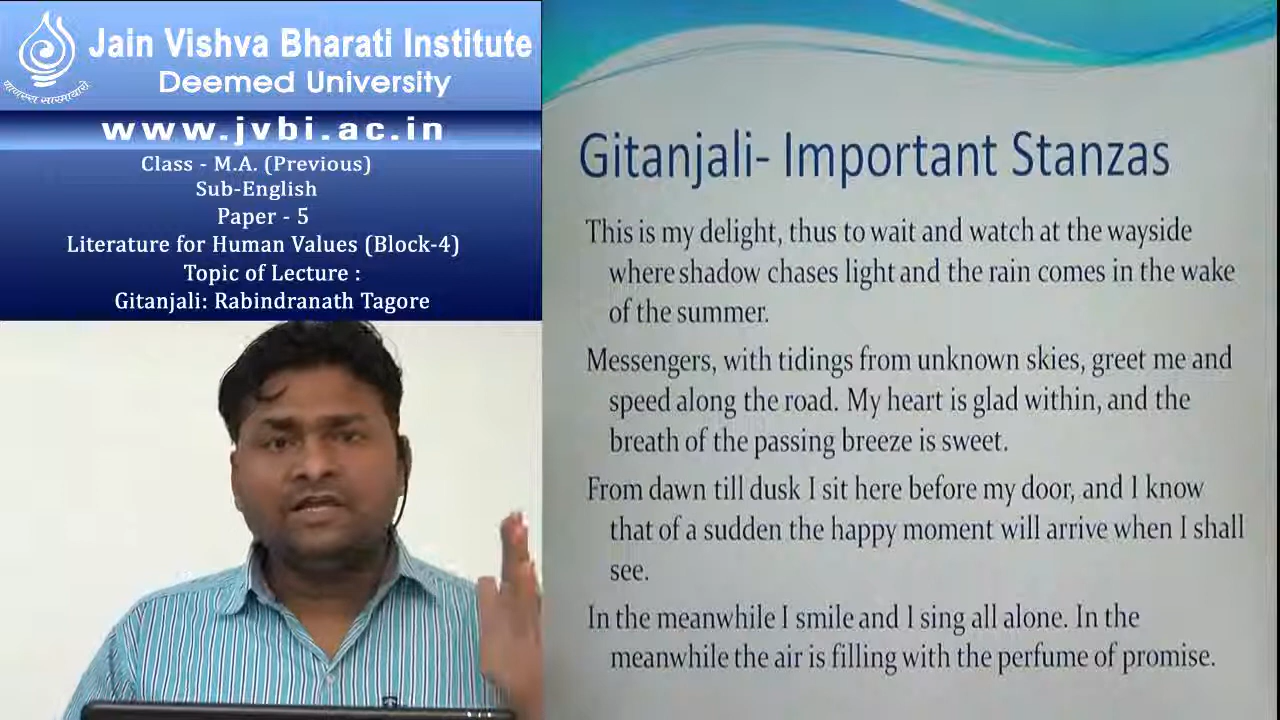 Jain Vishva Bharati Institute
Deemed University
www.jvbi.ac.in
Class - M.A. (Previous)
Sub-English
Paper - 5
Literature for Human Values (Block-4)
Topic of Lecture :
Gitanjali: Rabindranath Tagore
Gitanjali- Important Stanzas
This is my delight, thus to wait and watch at the wayside
where shadow chases light and the rain comes in the wake
of the summer.
Messengers, with tidings from unknown skies, greet me and
speed along the road. My heart is glad within, and the
breath of the passing breeze is sweet.
From dawn till dusk I sit here before my door, and I know
that of a sudden the happy moment will arrive when I shall
see.
In the meanwhile I smile and I sing all alone. In the
meanwhile the air is filling with the perfume of promise.